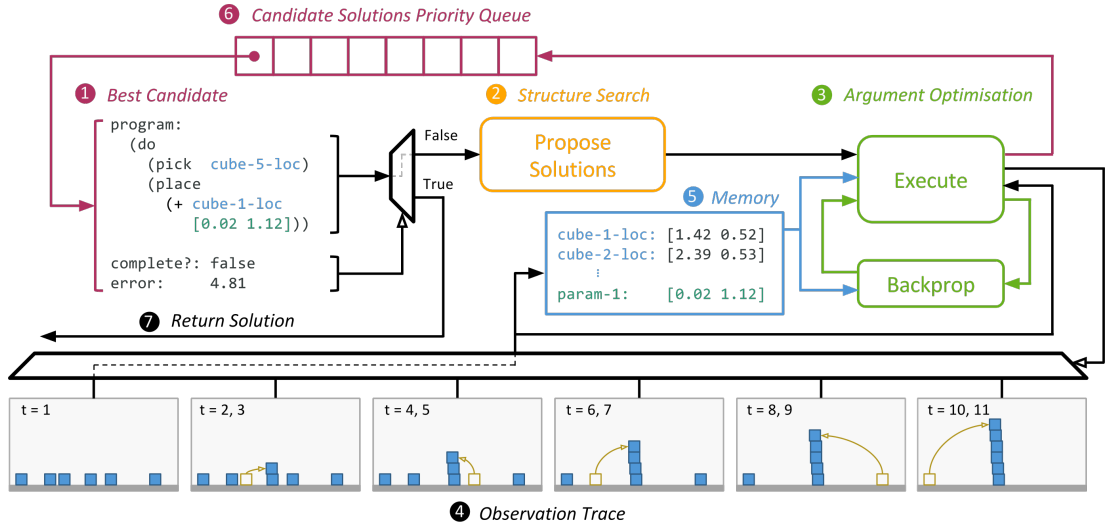 6 Candidate Solutions Priority Queue
1 Best Candidate
program:
(do
(pick cube-5-loc)
(place
(+ cube-1-loc
[0.02 1.12]))
complete?: false
error: 4.81
False
True
2 Structure Search
Propose
Solutions
3 Argument Optimisation
Execute
Backprop
5 Memory
cube-1-loc: [1.42 0.52]
cube-2-loc: [2.39 0.53]
⋮
param-1: [0.02 1.12]
7 Return Solution
t = 1
t = 2, 3
t = 4, 5
t = 6, 7
t = 8, 9
t = 10, 11
4 Observation Trace